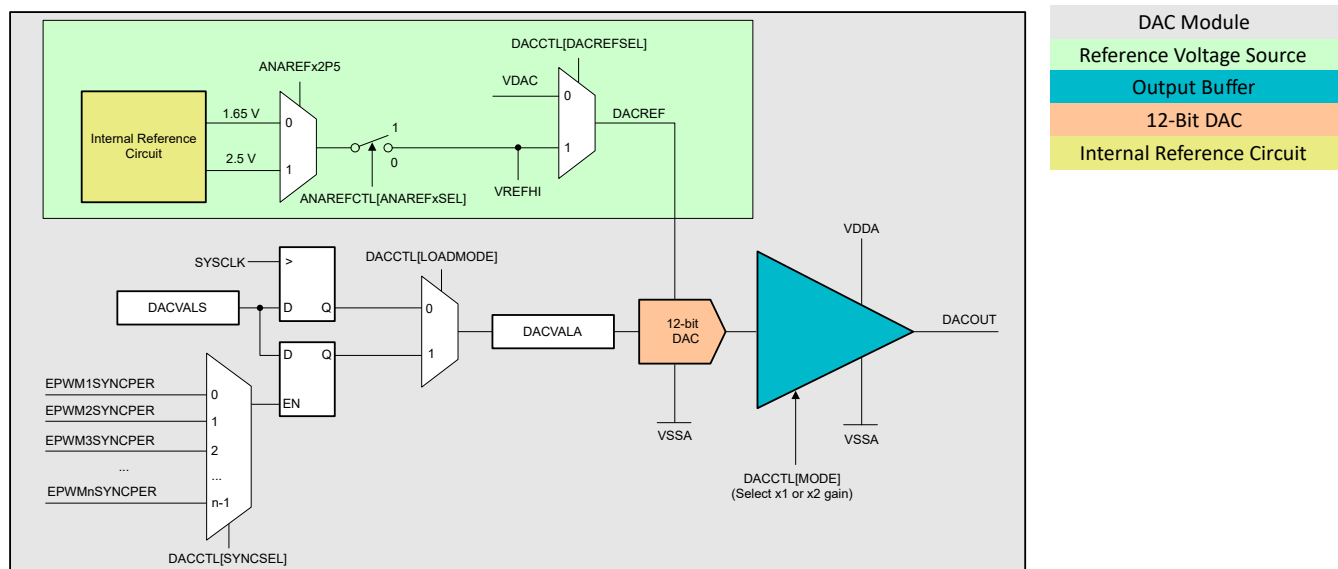 DACCTL[DACREFSEL]
ANAREFx2P5
VDAC
0
1.65 V
0
DACREF
Internal Reference
Circuit
1
0
2.5 V
1
1
ANAREFCTL[ANAREFxSEL]
VREFHI
VDDA
SYSCLK
>
DACCTL[LOADMODE]
DACVALS
D
Q
0
DACVALA
12-bit
DAC
DACOUT
D
Q
1
EPWM1SYNCPER
0
EN
EPWM2SYNCPER
1
EPWM3SYNCPER
2
...
...
EPWMnSYNCPER
n-1
VSSA
VSSA
DACCTL[MODE]
(Select x1 or x2 gain)
DACCTL[SYNCSEL]
DAC Module
Reference Voltage Source
Output Buffer
12-Bit DAC
Internal Reference Circuit